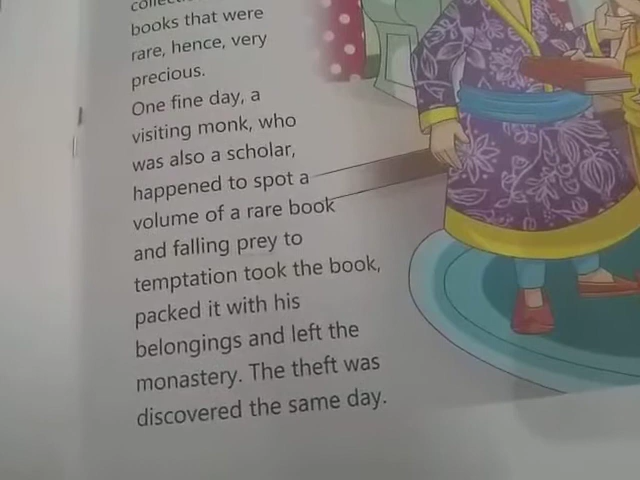 books that were
rare, hence, very
precious.
One fine day, a
visiting monk, who
was also a scholar,
happened to spot a
volume of a rare book
and falling prey to
temptation took the book,
packed it with his
belongings and left the
monastery. The theft was
discovered the same day.